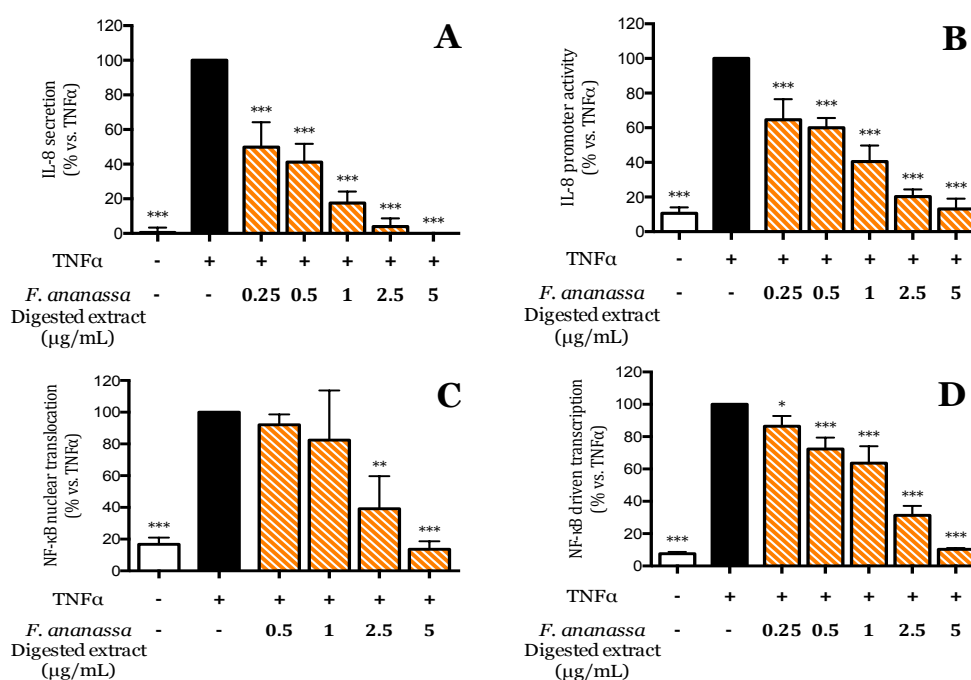 A
IL-8 secretion
(% vs. TNFα)
120
100
80
60
40
20
0
***
***
***
***
***
***
TNFα - + + + + + +
F. ananassa - - 0.25 0.5 1 2.5 5
Digested extract
(µg/mL)
B
IL-8 promoter activity
(% vs. TNFα)
120
100
80
60
40
20
0
***
***
***
***
***
***
TNFα - + + + + + +
F. ananassa - - 0.25 0.5 1 2.5 5
Digested extract
(µg/mL)
C
NF-κB nuclear translocation
(% vs. TNFα)
120
100
80
60
40
20
0
***
**
***
TNFα - + + + + +
F. ananassa - - 0.5 1 2.5 5
Digested extract
(µg/mL)
D
NF-κB driven transcription
(% vs. TNFα)
120
100
80
60
40
20
0
***
*
***
***
***
***
TNFα - + + + + + +
F. ananassa - - 0.25 0.5 1 2.5 5
Digested extract
(µg/mL)